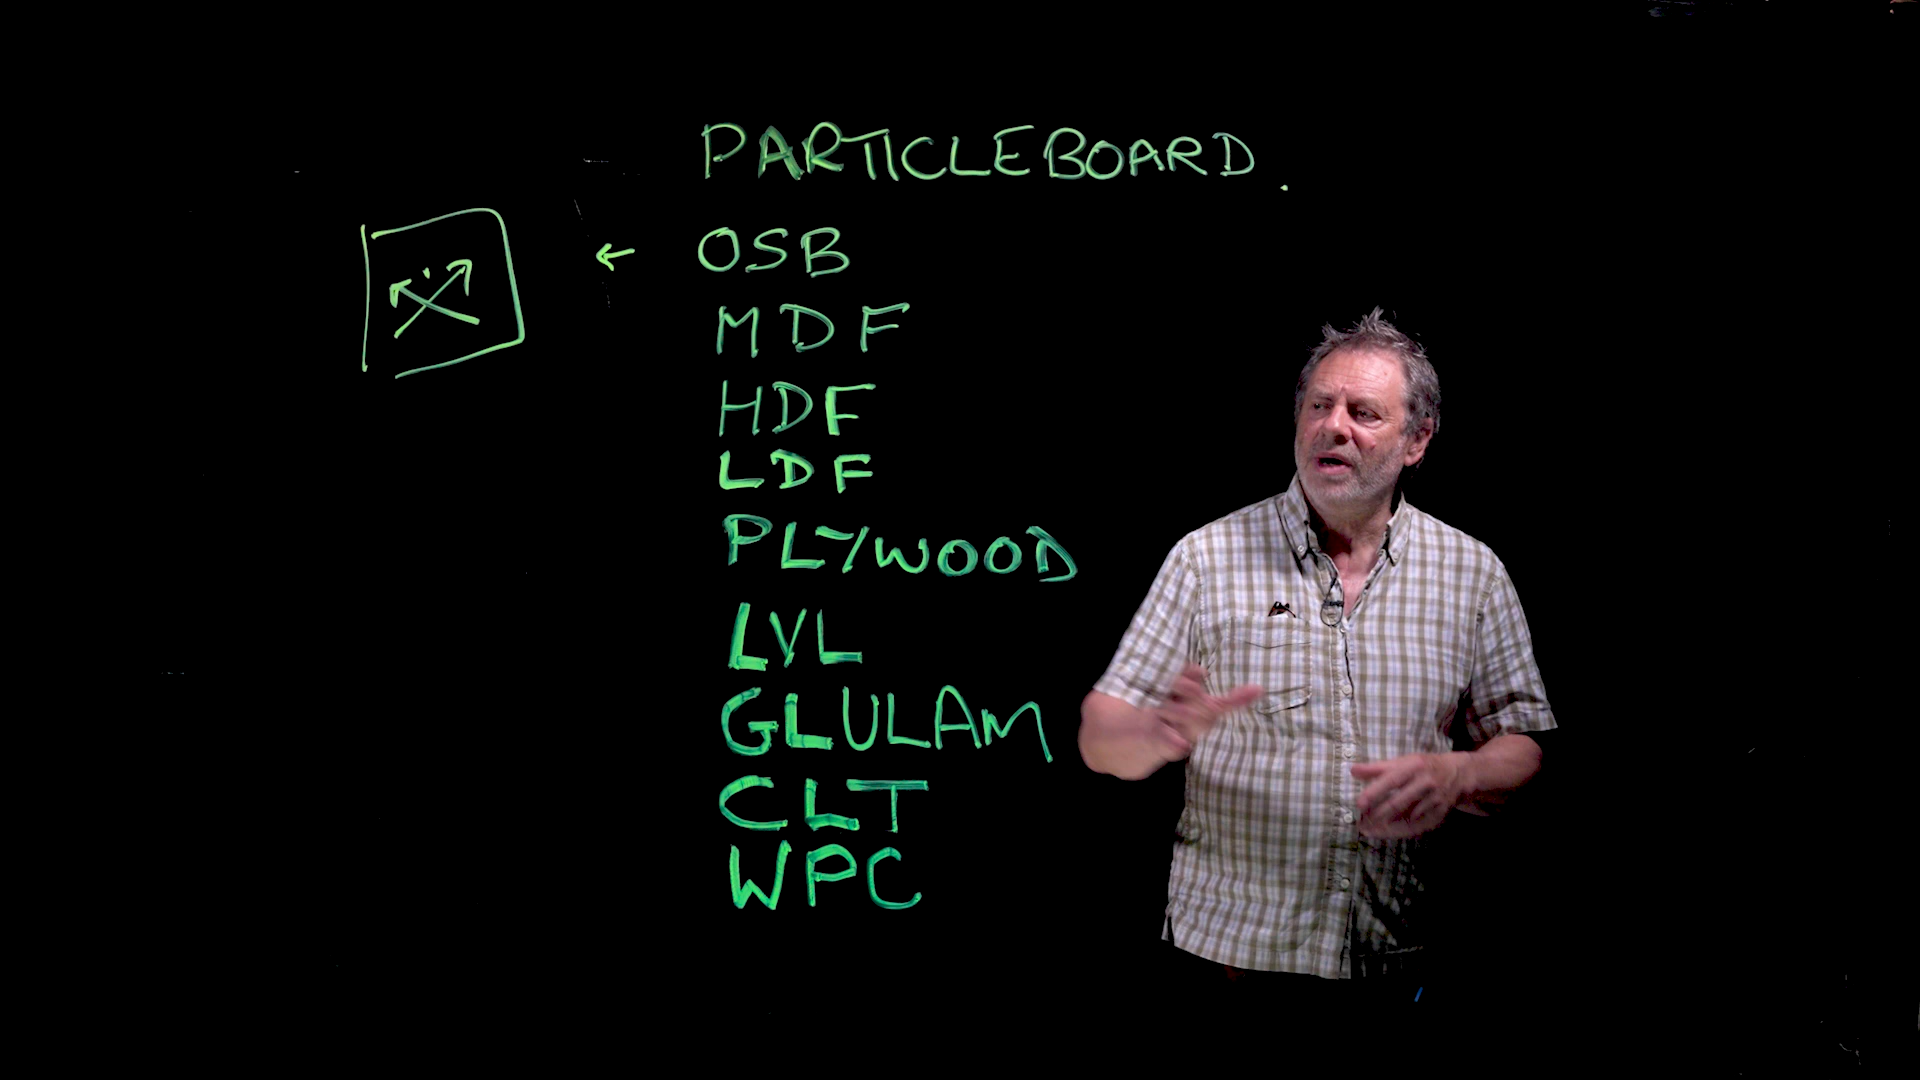 PARTICLEBOARD.
OSB
MDF
HDF
LDF
PLYWOOD
LVL
GLULAM
CLT
WPC